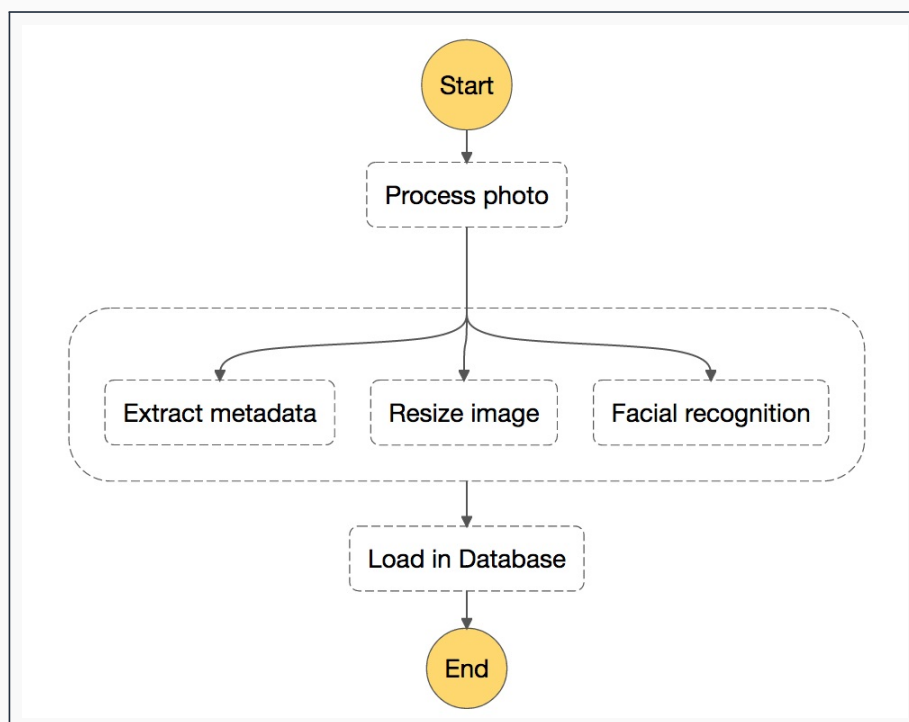 Start
Process photo
Extract metadata
Resize image
Facial recognition
Load in Database
End